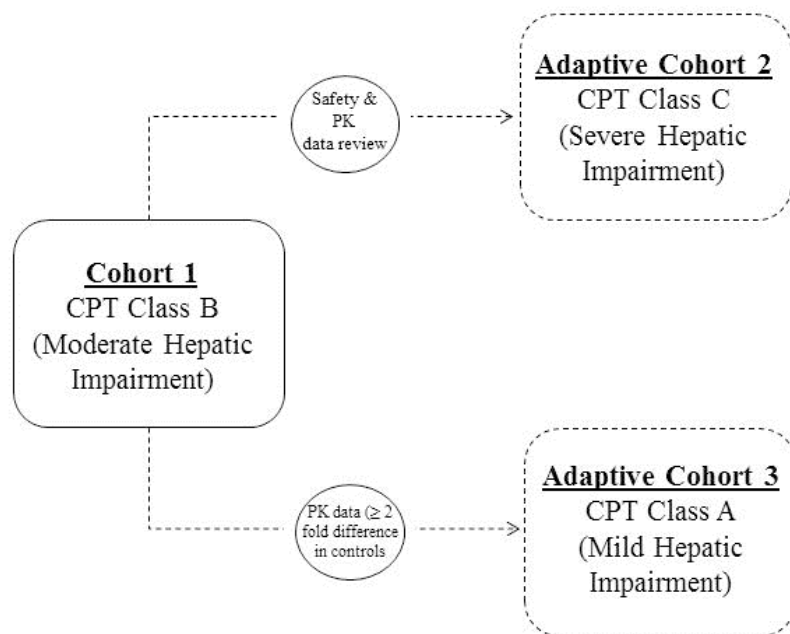 Adaptive Cohort 2
CPT Class C
(Severe Hepatic
Impairment)
Safety &
PK
data review
Cohort 1
CPT Class B
(Moderate Hepatic
Impairment)
PK data (≥ 2
fold difference
in controls
Adaptive Cohort 3
CPT Class A
(Mild Hepatic
Impairment)